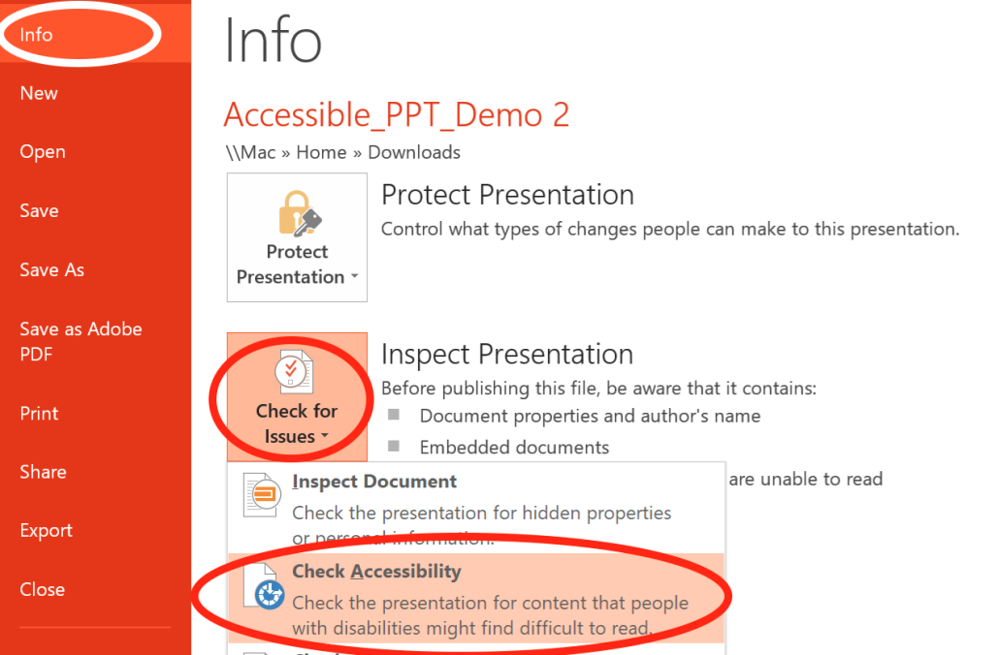 Info
New
Open
Save
Save As
Save as Adobe
PDF
Print
Share
Export
Close
Info
Accessible_PPT_Demo 2
\\Mac » Home » Downloads
Protect
Presentation
Protect Presentation
Control what types of changes people can make to this presentation.
Check for
Issues
Inspect Presentation
Before publishing this file, be aware that it contains:
Document properties and author's name
Embedded documents
are unable to read
Inspect Document
Check the presentation for hidden properties
or personal information.
Check Accessibility
Check the presentation for content that people
with disabilities might find difficult to read.